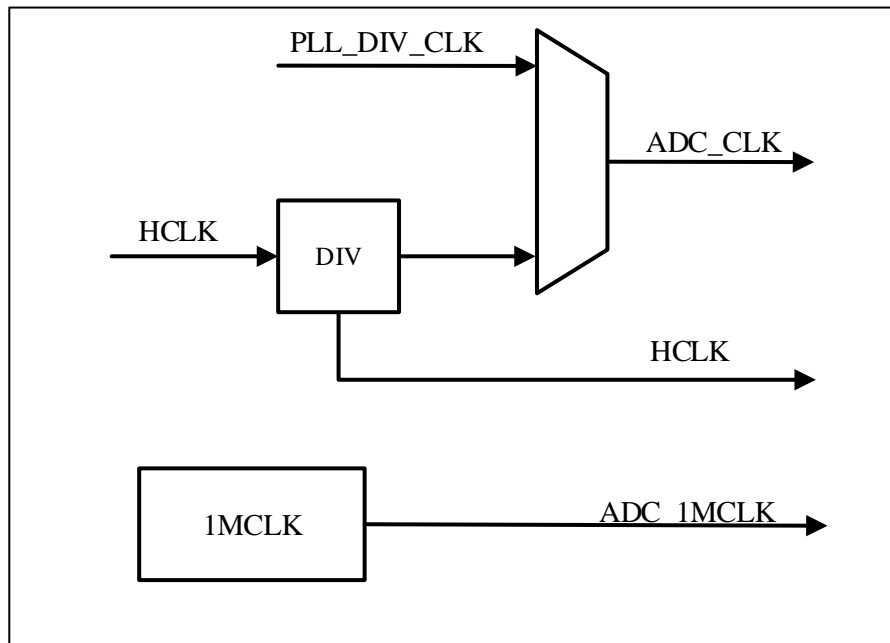 PLL_DIV_CLK
ADC_CLK
HCLK
DIV
HCLK
1MCLK
ADC_1MCLK